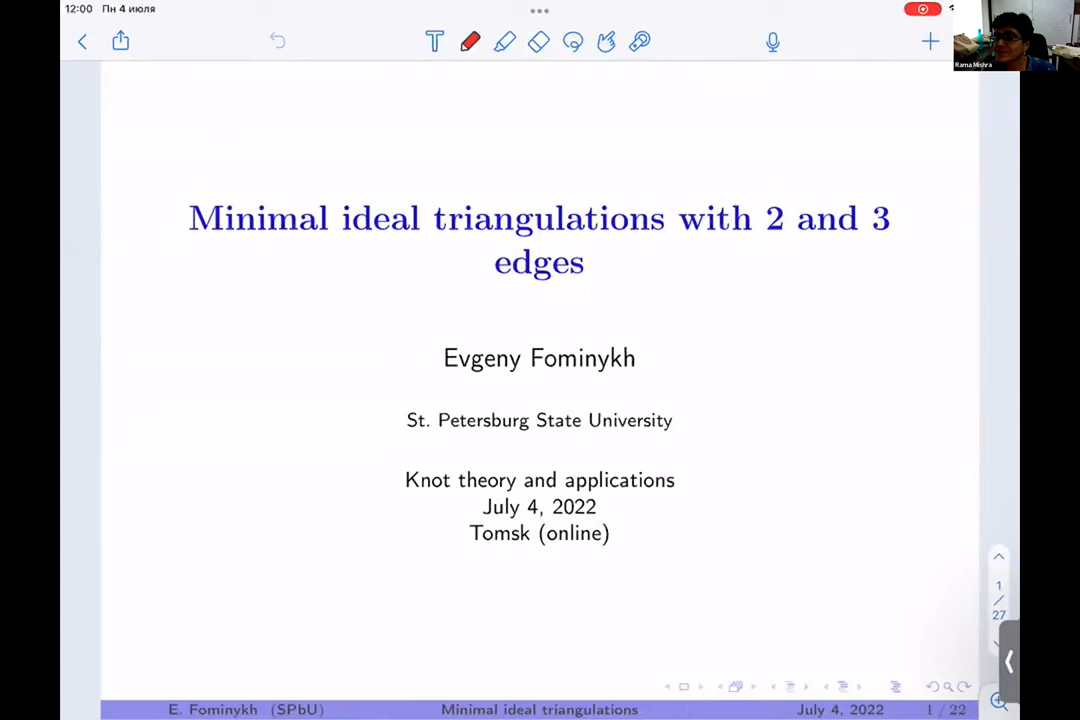 12:00 Пн 4 июля
Rama Mishra
Minimal ideal triangulations with 2 and 3
edges
Evgeny Fominykh
St. Petersburg State University
Knot theory and applications
July 4, 2022
Tomsk (online)
1
/
27
E. Fominykh (SPbU) Minimal ideal triangulations July 4, 2022 1 / 22